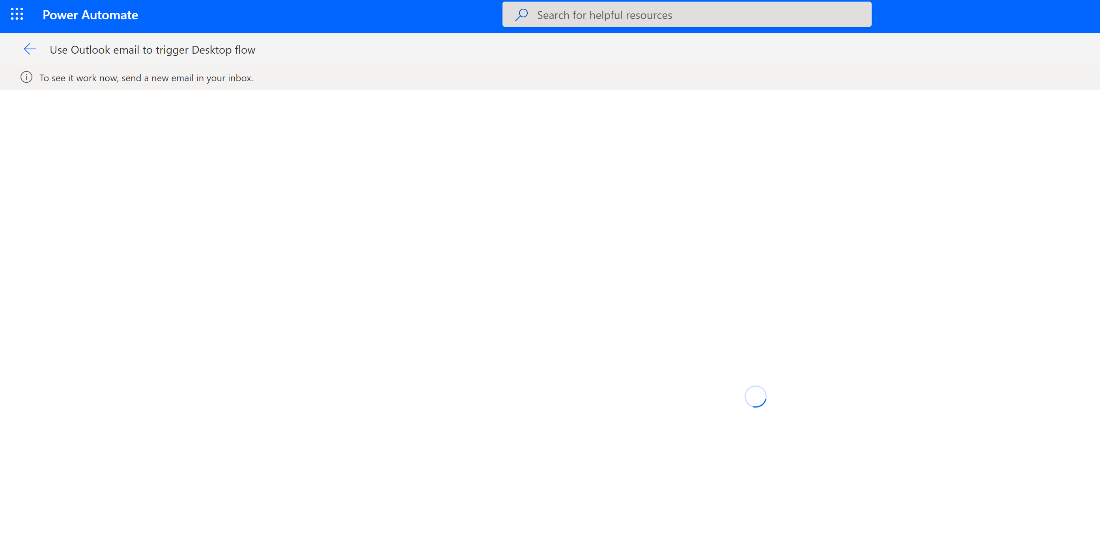 Power Automate
Search for helpful resources
Use Outlook email to trigger Desktop flow
To see it work now, send a new email in your inbox.